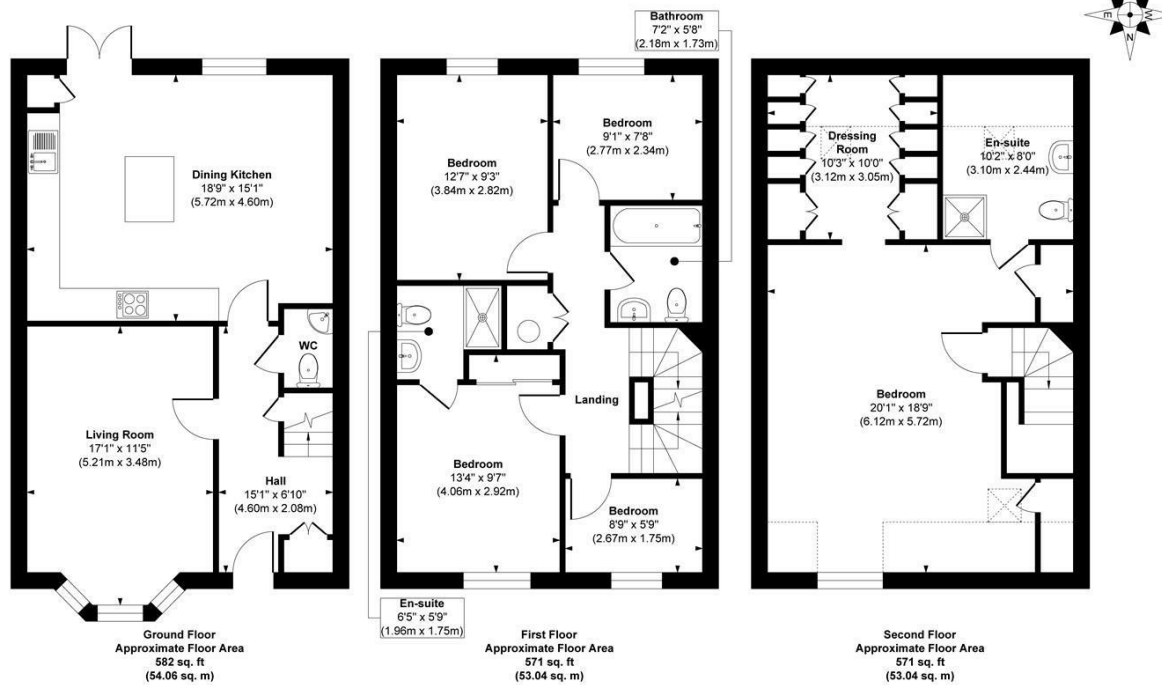 Bathroom
7'2" x 5'8"
(2.18m x 1.73m)
N
Dining Kitchen
18'9" x 15'1"
(5.72m x 4.60m)
WC
Living Room
17'1" x 11'5"
(5.21m x 3.48m)
Hall
15'1" x 6'10"
(4.60m x 2.08m)
Ground Floor
Approximate Floor Area
582 sq. ft
(54.06 sq. m)
Bedroom
12'7" x 9'3"
(3.84m x 2.82m)
Bedroom
9'1" x 7'8"
(2.77m x 2.34m)
Landing
Bedroom
13'4" x 9'7"
(4.06m x 2.92m)
Bedroom
8'9" x 5'9"
(2.67m x 1.75m)
En-suite
6'5" x 5'9"
(1.96m x 1.75m)
First Floor
Approximate Floor Area
571 sq. ft
(53.04 sq. m)
Dressing
Room
10'3" x 10'0"
(3.12m x 3.05m)
En-suite
10'2" x 8'0"
(3.10m x 2.44m)
Bedroom
20'1" x 18'9"
(6.12m x 5.72m)
Second Floor
Approximate Floor Area
571 sq. ft
(53.04 sq. m)